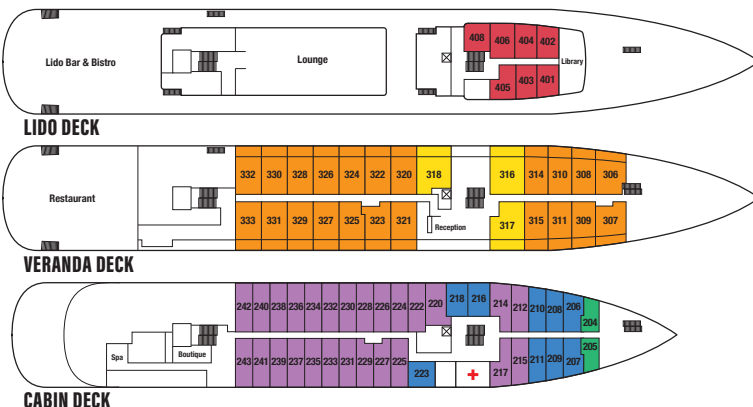 408 406 404 402
Lido Bar & Bistro Lounge Library
405 403 401
LIDO DECK
332 330 328 326 324 322 320 318 316 314 310 308 306
Restaurant
333 331 329 327 325 323 321 Reception 317 315 311 309 307
VERANDA DECK
242 240 238 236 234 232 230 228 226 224 222 220 218 216 214 212 210 208 206 204
Spa Boutique
243 241 239 237 235 233 231 229 227 225 223 217 215 211 209 207 205
CABIN DECK